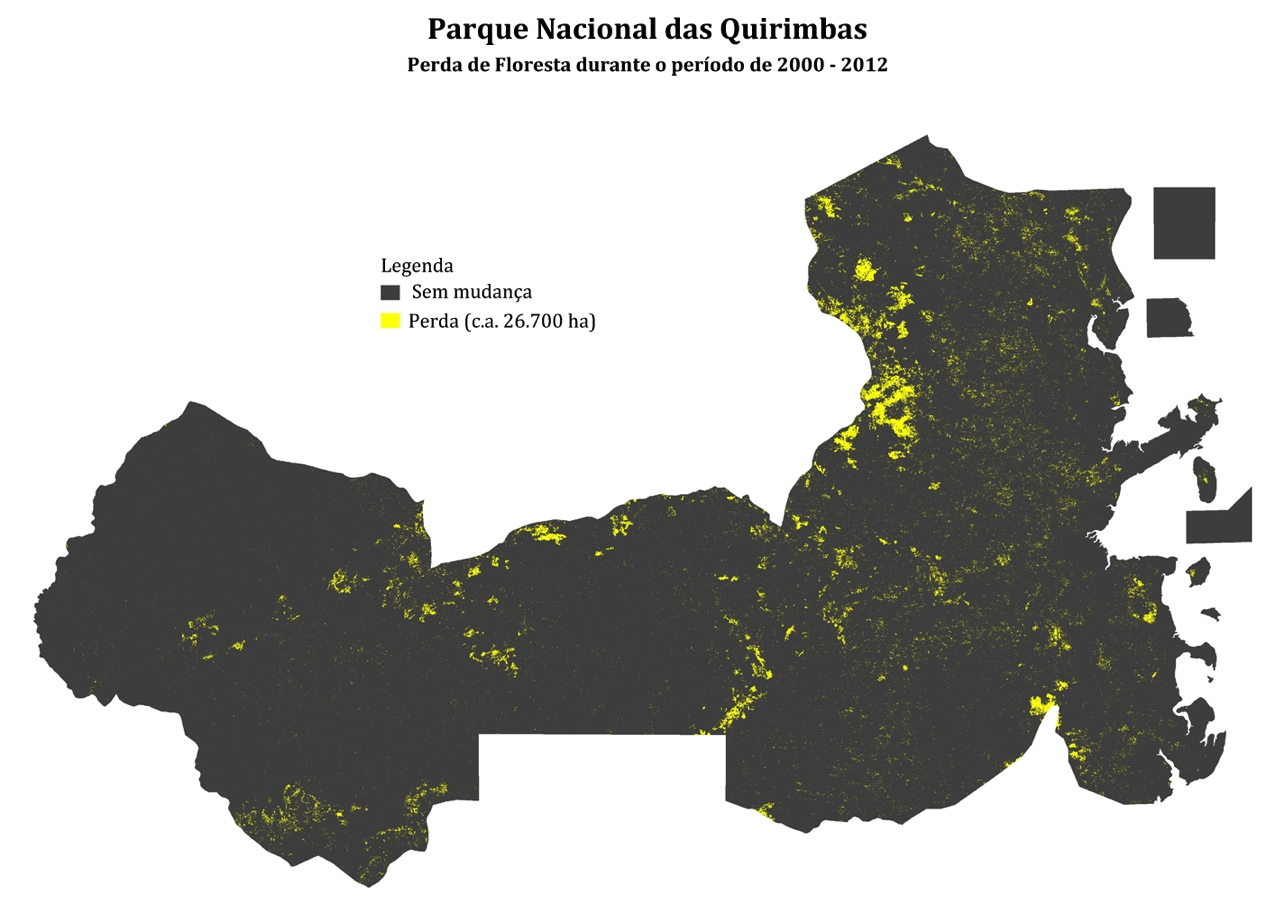 Parque Nacional das Quirimbas
Perda de Floresta durante o período de 2000 - 2012
Legenda
Sem mudança
Perda (c.a. 26.700 ha)